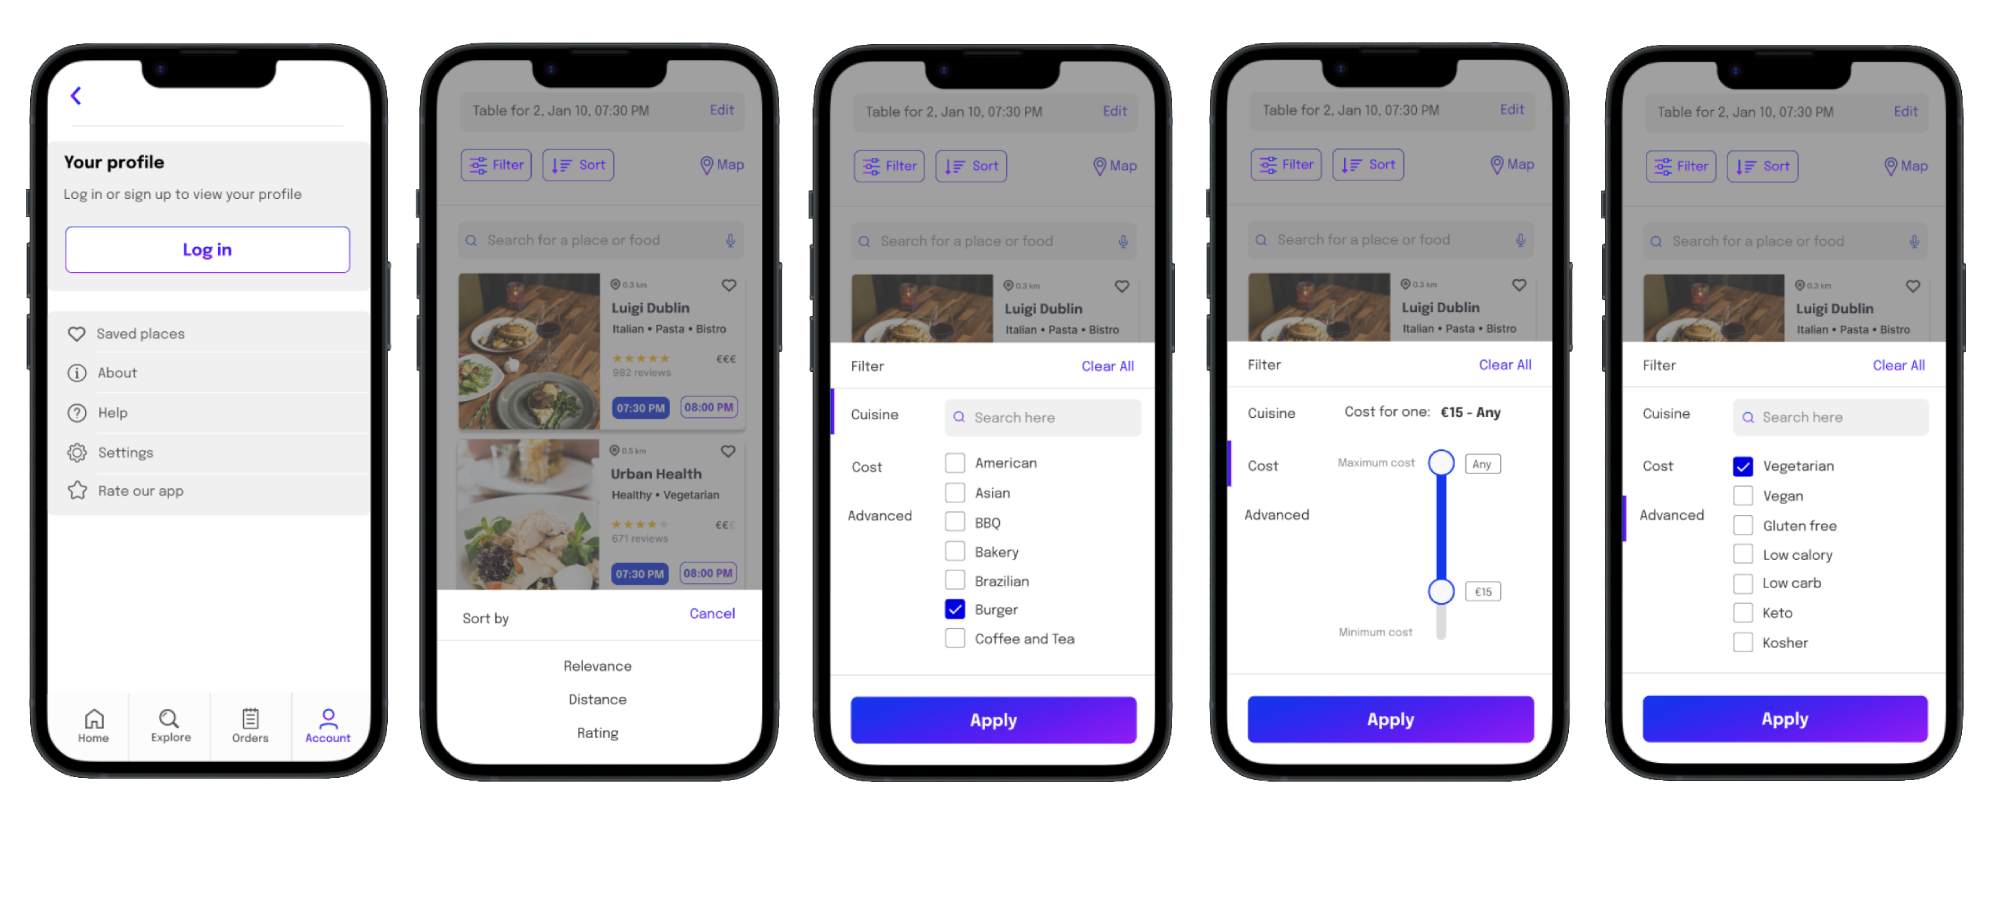 Your profile
Log in or sign up to view your profile
Log in
Saved places
About
Help
Settings
Rate our app
Home Explore Orders Account
Table for 2, Jan 10, 07:30 PM Edit
Filter Sort Map
Search for a place or food
0.3 km
Luigi Dublin
Italian • Pasta • Bistro
€€€
982 reviews
07:30 PM 08:00 PM
0.5 km
Urban Health
Healthy • Vegetarian
€€€
671 reviews
07:30 PM 08:00 PM
Sort by Cancel
Relevance
Distance
Rating
Table for 2, Jan 10, 07:30 PM Edit
Filter Sort Map
Search for a place or food
0.3 km
Luigi Dublin
Italian • Pasta • Bistro
Filter Clear All
Cuisine
Cost
Advanced
Search here
American
Asian
BBQ
Bakery
Brazilian
Burger
Coffee and Tea
Apply
Table for 2, Jan 10, 07:30 PM Edit
Filter Sort Map
Search for a place or food
0.3 km
Luigi Dublin
Italian • Pasta • Bistro
Filter Clear All
Cuisine
Cost
Advanced
Cost for one: €15 - Any
Maximum cost Any
€15
Minimum cost
Apply
Table for 2, Jan 10, 07:30 PM Edit
Filter Sort Map
Search for a place or food
0.3 km
Luigi Dublin
Italian • Pasta • Bistro
Filter Clear All
Cuisine
Cost
Advanced
Search here
Vegetarian
Vegan
Gluten free
Low calory
Low carb
Keto
Kosher
Apply